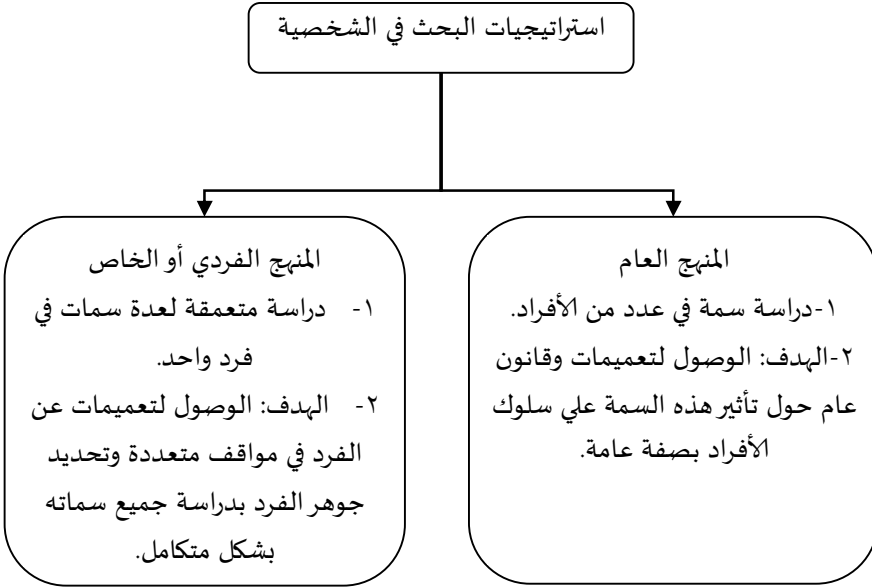 استراتيجيات البحث في الشخصية
المنهج العام
١-دراسة سمة في عدد من الأفراد.
٢-الهدف: الوصول لتعميمات وقانون
عام حول تأثير هذه السمة علي سلوك
الأفراد بصفة عامة.
المنهج الفردي أو الخاص
١- دراسة متعمقة لعدة سمات في
فرد واحد.
٢- الهدف: الوصول لتعميمات عن
الفرد في مواقف متعددة وتحديد
جوهر الفرد بدراسة جميع سماته
بشكل متكامل.